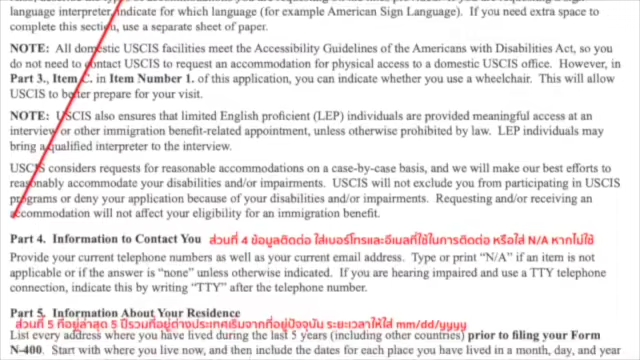 language interpreter, indicate for which language (for example American Sign Language). If you need extra space to
complete this section, use a separate sheet of paper.
NOTE: All domestic USCIS facilities meet the Accessibility Guidelines of the Americans with Disabilities Act, so you
do not need to contact USCIS to request an accommodation for physical access to a domestic USCIS office. However, in
Part 3., Item C. in Item Number 1. of this application, you can indicate whether you use a wheelchair. This will allow
USCIS to better prepare for your visit.
NOTE: USCIS also ensures that limited English proficient (LEP) individuals are provided meaningful access at an
interview or other immigration benefit-related appointment, unless otherwise prohibited by law. LEP individuals may
bring a qualified interpreter to the interview.
USCIS considers requests for reasonable accommodations on a case-by-case basis, and we will make our best efforts to
reasonably accommodate your disabilities and/or impairments. USCIS will not exclude you from participating in USCIS
programs or deny your application because of your disabilities and/or impairments. Requesting and/or receiving an
accommodation will not affect your eligibility for an immigration benefit.
Part 4. Information to Contact You ส่วนที่ 4 ข้อมูลติดต่อ ใส่เบอร์โทรและอีเมลที่ใช้ในการติดต่อ หรือใส่ N/A หากไม่ใช้
Provide your current telephone numbers as well as your current email address. Type or print “N/A” if an item is not
applicable or if the answer is “none” unless otherwise indicated. If you are hearing impaired and use a TTY telephone
connection, indicate this by writing “TTY” after the telephone number.
Part 5. Information About Your Residence
ส่วนที่ 5 ที่อยู่ล่าสุด 5 ปีรวมที่อยู่ต่างประเทศเริ่มจากที่อยู่ปัจจุบัน ระยะเวลาให้ใส่ mm/dd/yyyy
List every address where you have lived during the last 5 years (including other countries) prior to filing your Form
N-400. Start with where you live now, and then include the dates for each place you have lived in a month, day, and year